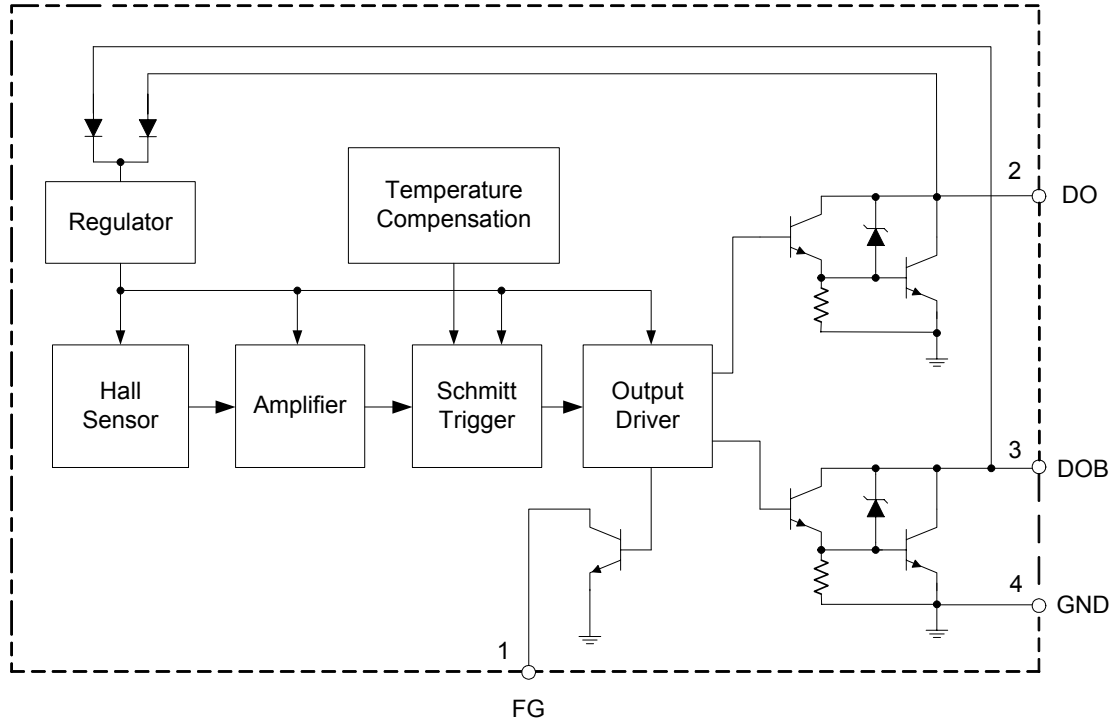 Regulator
Temperature
Compensation
2
DO
Hall
Sensor
Amplifier
Schmitt
Trigger
Output
Driver
3
DOB
4
GND
1
FG